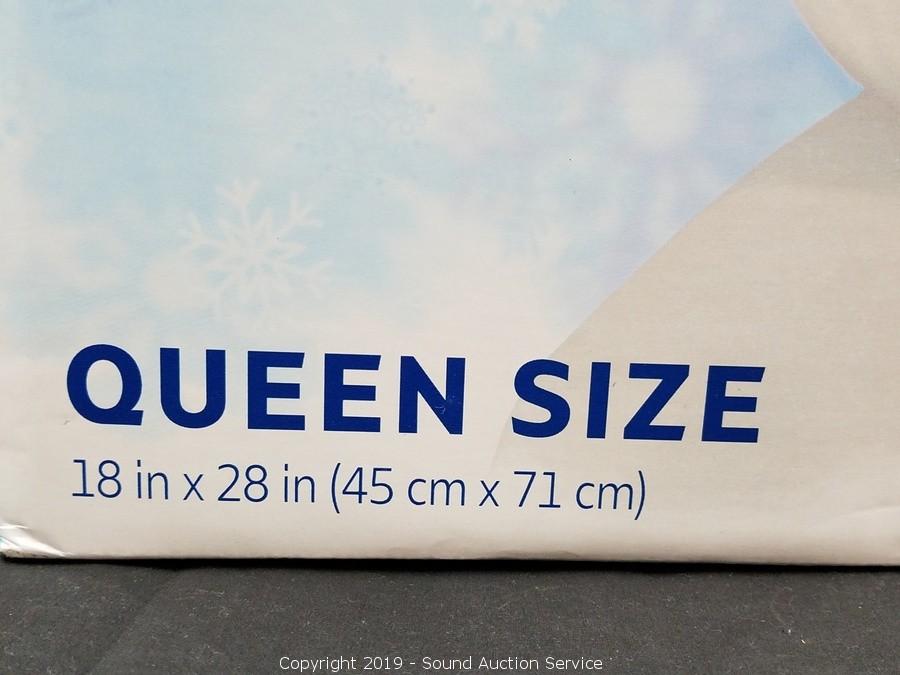 QUEEN SIZE
18 in x 28 in (45 cm x 71 cm)
Copyright 2019 - Sound Auction Service